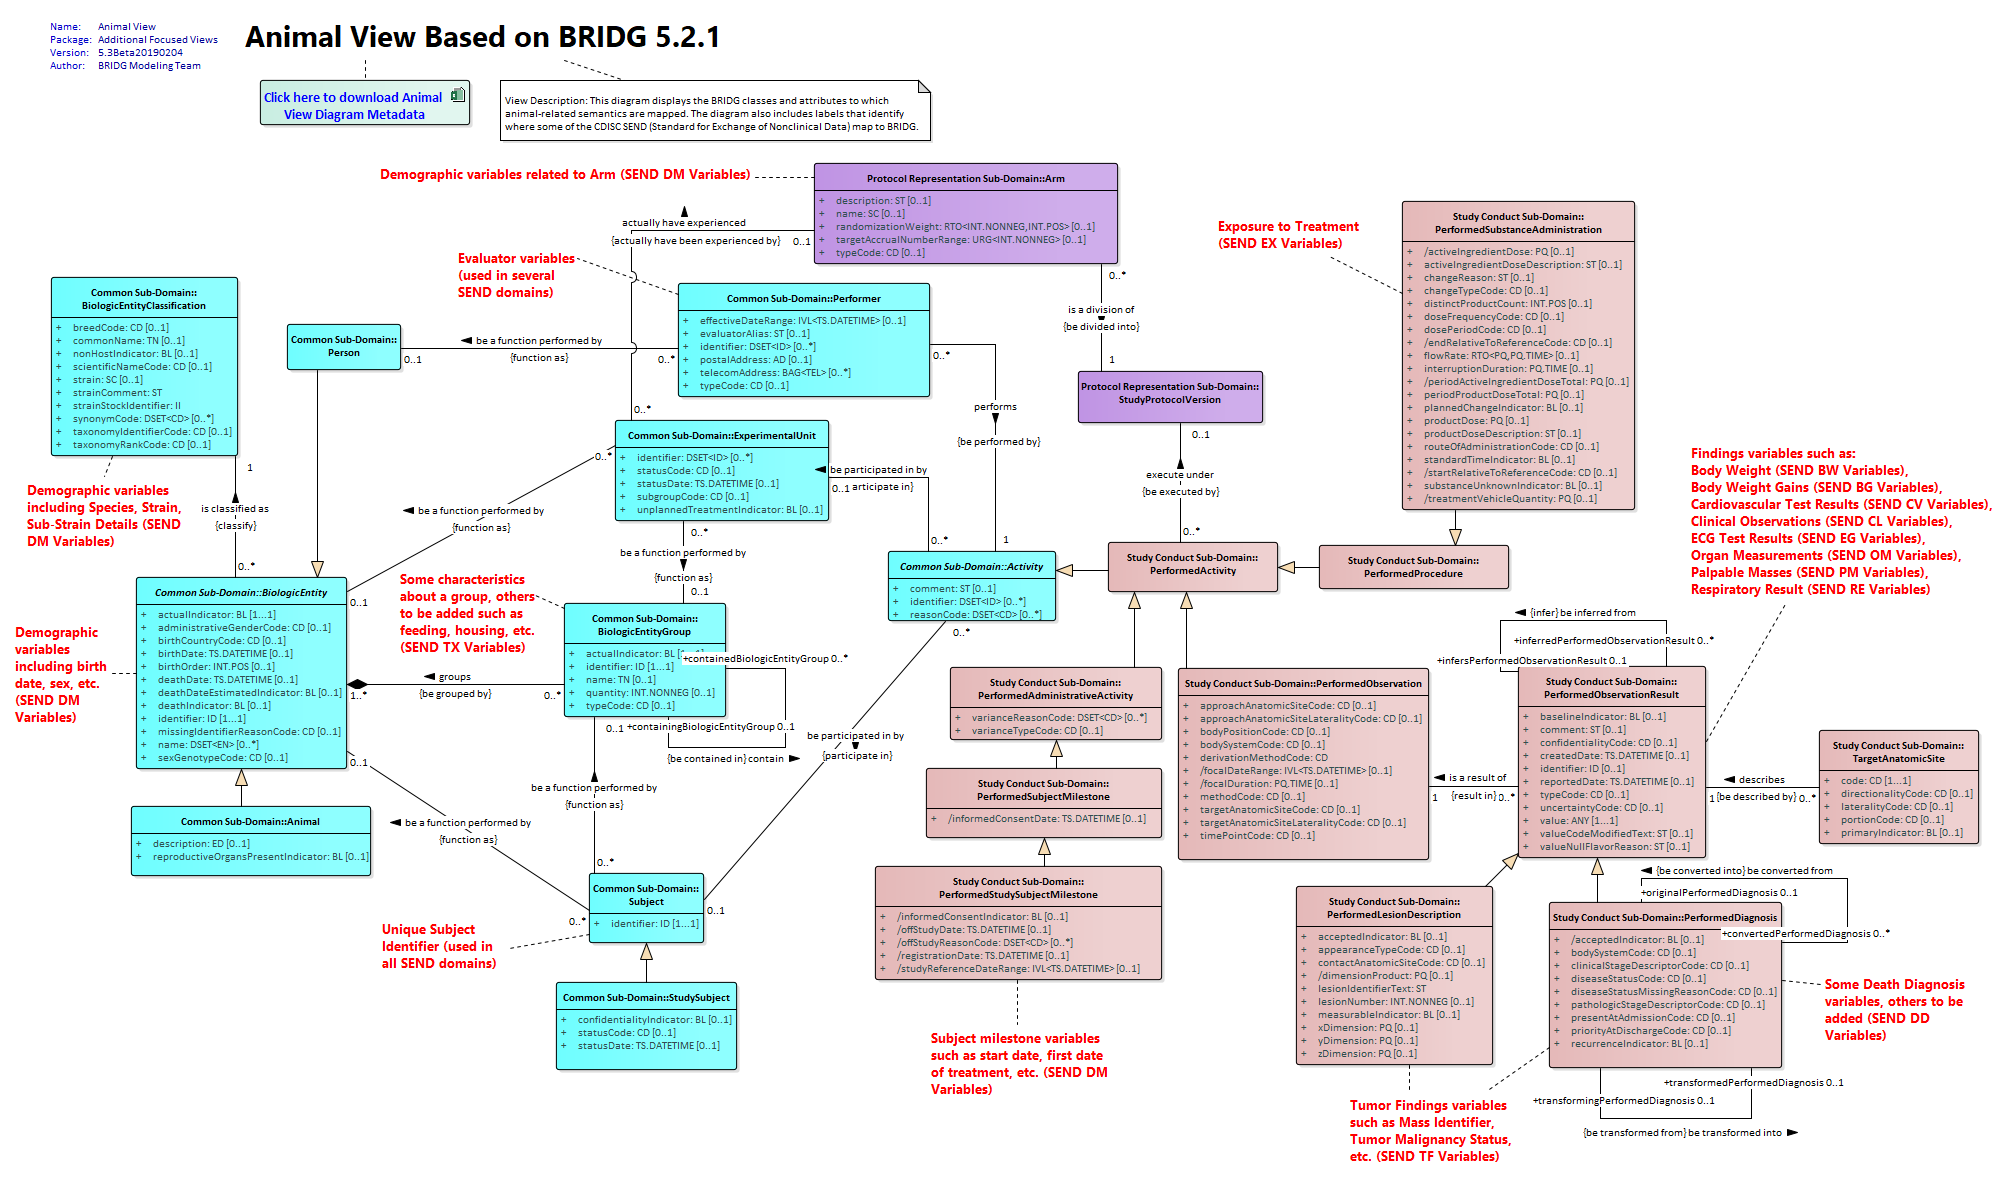 Name: Animal View
Package: Additional Focused Views
Version: 5.3Beta20190204
Author: BRIDG Modeling Team
Animal View Based on BRIDG 5.2.1
Click here to download Animal
View Diagram Metadata
View Description: This diagram displays the BRIDG classes and attributes to which
animal-related semantics are mapped. The diagram also includes labels that identify
where some of the CDISC SEND (Standard for Exchange of Nonclinical Data) map to BRIDG.
Demographic variables related to Arm (SEND DM Variables)
Protocol Representation Sub-Domain::Arm
+ description: ST [0..1]
+ name: SC [0..1]
+ randomizationWeight: RTO<INT.NONNEG,INT.POS> [0..1]
+ targetAccrualNumberRange: URG<INT.NONNEG> [0..1]
+ typeCode: CD [0..1]
actually have experienced
{actually have been experienced by}
0..1
0..*
0..*
is a division of
{be divided into}
1
Evaluator variables
(used in several
SEND domains)
Common Sub-Domain::Performer
+ effectiveDateRange: IVL<TS.DATETIME> [0..1]
+ evaluatorAlias: ST [0..1]
+ identifier: DSET<ID> [0..*]
+ postalAddress: AD [0..1]
+ telecomAddress: BAG<TEL> [0..*]
+ typeCode: CD [0..1]
Common Sub-Domain::
BiologicEntityClassification
+ breedCode: CD [0..1]
+ commonName: TN [0..1]
+ nonHostIndicator: BL [0..1]
+ scientificNameCode: CD [0..1]
+ strain: SC [0..1]
+ strainComment: ST
+ strainStockIdentifier: II
+ synonymCode: DSET<CD> [0..*]
+ taxonomyIdentifierCode: CD [0..1]
+ taxonomyRankCode: CD [0..1]
Common Sub-Domain::
Person
be a function performed by
{function as}
0..1
0..*
0..*
performs
{be performed by}
1
Protocol Representation Sub-Domain::
StudyProtocolVersion
0..1
execute under
{be executed by}
0..*
Exposure to Treatment
(SEND EX Variables)
Study Conduct Sub-Domain::
PerformedSubstanceAdministration
+ /activeIngredientDose: PQ [0..1]
+ activeIngredientDoseDescription: ST [0..1]
+ changeReason: ST [0..1]
+ changeTypeCode: CD [0..1]
+ distinctProductCount: INT.POS [0..1]
+ doseFrequencyCode: CD [0..1]
+ dosePeriodCode: CD [0..1]
+ /endRelativeToReferenceCode: CD [0..1]
+ flowRate: RTO<PQ,PQ.TIME> [0..1]
+ interruptionDuration: PQ.TIME [0..1]
+ /periodActiveIngredientDoseTotal: PQ [0..1]
+ periodProductDoseTotal: PQ [0..1]
+ plannedChangeIndicator: BL [0..1]
+ productDose: PQ [0..1]
+ productDoseDescription: ST [0..1]
+ routeOfAdministrationCode: CD [0..1]
+ standardTimeIndicator: BL [0..1]
+ /startRelativeToReferenceCode: CD [0..1]
+ substanceUnknownIndicator: BL [0..1]
+ /treatmentVehicleQuantity: PQ [0..1]
Findings variables such as:
Body Weight (SEND BW Variables),
Body Weight Gains (SEND BG Variables),
Cardiovascular Test Results (SEND CV Variables),
Clinical Observations (SEND CL Variables),
ECG Test Results (SEND EG Variables),
Organ Measurements (SEND OM Variables),
Palpable Masses (SEND PM Variables),
Respiratory Result (SEND RE Variables)
Common Sub-Domain::ExperimentalUnit
+ identifier: DSET<ID> [0..*]
+ statusCode: CD [0..1]
+ statusDate: TS.DATETIME [0..1]
+ subgroupCode: CD [0..1]
+ unplannedTreatmentIndicator: BL [0..1]
be participated in by
0..1 articipate in}
0..*
0..*
be a function performed by
{function as}
0..1
0..*
be a function performed by
{function as}
0..1
Demographic variables
including Species, Strain,
Sub-Strain Details (SEND
DM Variables)
1
is classified as
{classify}
0..*
Common Sub-Domain::BiologicEntity
+ actualIndicator: BL [1...1]
+ administrativeGenderCode: CD [0..1]
+ birthCountryCode: CD [0..1]
+ birthDate: TS.DATETIME [0..1]
+ birthOrder: INT.POS [0..1]
+ deathDate: TS.DATETIME [0..1]
+ deathDateEstimatedIndicator: BL [0..1]
+ deathIndicator: BL [0..1]
+ identifier: ID [1...1]
+ missingIdentifierReasonCode: CD [0..1]
+ name: DSET<EN> [0..*]
+ sexGenotypeCode: CD [0..1]
Demographic
variables
including birth
date, sex, etc.
(SEND DM
Variables)
Some characteristics
about a group, others
to be added such as
feeding, housing, etc.
(SEND TX Variables)
Common Sub-Domain::
BiologicEntityGroup
+ actualIndicator: BL [1...1]
+ identifier: ID [1...1]
+ name: TN [0..1]
+ quantity: INT.NONNEG [0..1]
+ typeCode: CD [0..1]
+containedBiologicEntityGroup 0..*
+containingBiologicEntityGroup 0..1
{be contained in} contain
groups
{be grouped by}
1..*
0..*
0..1
be a function performed by
{function as}
0..*
Common Sub-Domain::Activity
+ comment: ST [0..1]
+ identifier: DSET<ID> [0..*]
+ reasonCode: DSET<CD> [0..*]
0..*
be participated in by
{participate in}
0..1
Study Conduct Sub-Domain::
PerformedActivity
Study Conduct Sub-Domain::
PerformedProcedure
{infer} be inferred from
+inferredPerformedObservationResult 0..*
+infersPerformedObservationResult 0..1
Study Conduct Sub-Domain::
PerformedAdministrativeActivity
+ varianceReasonCode: DSET<CD> [0..*]
+ varianceTypeCode: CD [0..1]
Study Conduct Sub-Domain::PerformedObservation
+ approachAnatomicSiteCode: CD [0..1]
+ approachAnatomicSiteLateralityCode: CD [0..1]
+ bodyPositionCode: CD [0..1]
+ bodySystemCode: CD [0..1]
+ derivationMethodCode: CD
+ /focalDateRange: IVL<TS.DATETIME> [0..1]
+ /focalDuration: PQ.TIME [0..1]
+ methodCode: CD [0..1]
+ targetAnatomicSiteCode: CD [0..1]
+ targetAnatomicSiteLateralityCode: CD [0..1]
+ timePointCode: CD [0..1]
is a result of
{result in}
1
0..*
Study Conduct Sub-Domain::
PerformedObservationResult
+ baselineIndicator: BL [0..1]
+ comment: ST [0..1]
+ confidentialityCode: CD [0..1]
+ createdDate: TS.DATETIME [0..1]
+ identifier: ID [0..1]
+ reportedDate: TS.DATETIME [0..1]
+ typeCode: CD [0..1]
+ uncertaintyCode: CD [0..1]
+ value: ANY [1...1]
+ valueCodeModifiedText: ST [0..1]
+ valueNullFlavorReason: ST [0..1]
describes
1 {be described by} 0..*
Study Conduct Sub-Domain::
TargetAnatomicSite
+ code: CD [1...1]
+ directionalityCode: CD [0..1]
+ lateralityCode: CD [0..1]
+ portionCode: CD [0..1]
+ primaryIndicator: BL [0..1]
Study Conduct Sub-Domain::
PerformedSubjectMilestone
+ /informedConsentDate: TS.DATETIME [0..1]
Common Sub-Domain::Animal
+ description: ED [0..1]
+ reproductiveOrgansPresentIndicator: BL [0..1]
0..1
be a function performed by
{function as}
0..*
Common Sub-Domain::
Subject
+ identifier: ID [1...1]
Unique Subject
Identifier (used in
all SEND domains)
Common Sub-Domain::StudySubject
+ confidentialityIndicator: BL [0..1]
+ statusCode: CD [0..1]
+ statusDate: TS.DATETIME [0..1]
Study Conduct Sub-Domain::
PerformedStudySubjectMilestone
+ /informedConsentIndicator: BL [0..1]
+ /offStudyDate: TS.DATETIME [0..1]
+ /offStudyReasonCode: DSET<CD> [0..*]
+ /registrationDate: TS.DATETIME [0..1]
+ /studyReferenceDateRange: IVL<TS.DATETIME> [0..1]
Subject milestone variables
such as start date, first date
of treatment, etc. (SEND DM
Variables)
Study Conduct Sub-Domain::
PerformedLesionDescription
+ acceptedIndicator: BL [0..1]
+ appearanceTypeCode: CD [0..1]
+ contactAnatomicSiteCode: CD [0..1]
+ /dimensionProduct: PQ [0..1]
+ lesionIdentifierText: ST
+ lesionNumber: INT.NONNEG [0..1]
+ measurableIndicator: BL [0..1]
+ xDimension: PQ [0..1]
+ yDimension: PQ [0..1]
+ zDimension: PQ [0..1]
{be converted into} be converted from
+originalPerformedDiagnosis 0..1
+convertedPerformedDiagnosis 0..*
Study Conduct Sub-Domain::PerformedDiagnosis
+ /acceptedIndicator: BL [0..1]
+ bodySystemCode: CD [0..1]
+ clinicalStageDescriptorCode: CD [0..1]
+ diseaseStatusCode: CD [0..1]
+ diseaseStatusMissingReasonCode: CD [0..1]
+ pathologicStageDescriptorCode: CD [0..1]
+ presentAtAdmissionCode: CD [0..1]
+ priorityAtDischargeCode: CD [0..1]
+ recurrenceIndicator: BL [0..1]
Some Death Diagnosis
variables, others to be
added (SEND DD
Variables)
+transformedPerformedDiagnosis 0..1
+transformingPerformedDiagnosis 0..1
{be transformed from} be transformed into
Tumor Findings variables
such as Mass Identifier,
Tumor Malignancy Status,
etc. (SEND TF Variables)